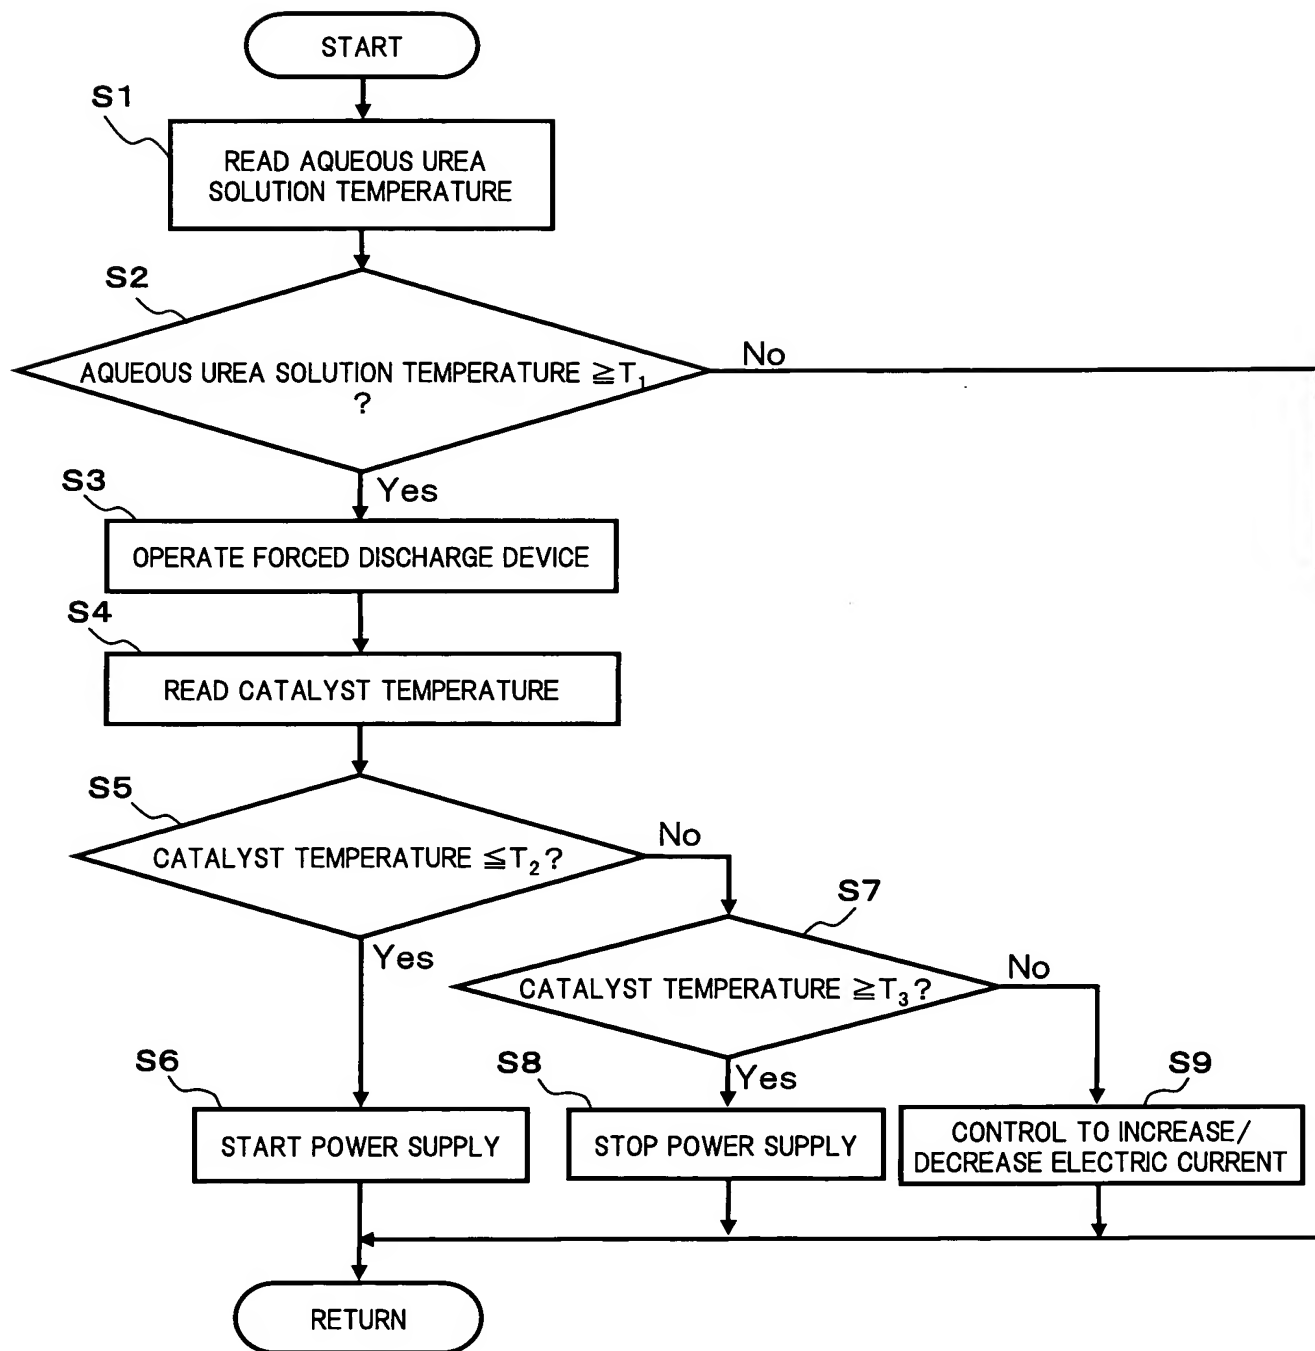 START
S1
READ AQUEOUS UREA
SOLUTION TEMPERATURE
S2
AQUEOUS UREA SOLUTION TEMPERATURE ≧T₁
?
No
Yes
S3
OPERATE FORCED DISCHARGE DEVICE
S4
READ CATALYST TEMPERATURE
S5
CATALYST TEMPERATURE ≦T₂?
No
Yes
S7
CATALYST TEMPERATURE ≧T₃?
No
Yes
S6
START POWER SUPPLY
S8
STOP POWER SUPPLY
S9
CONTROL TO INCREASE/
DECREASE ELECTRIC CURRENT
RETURN